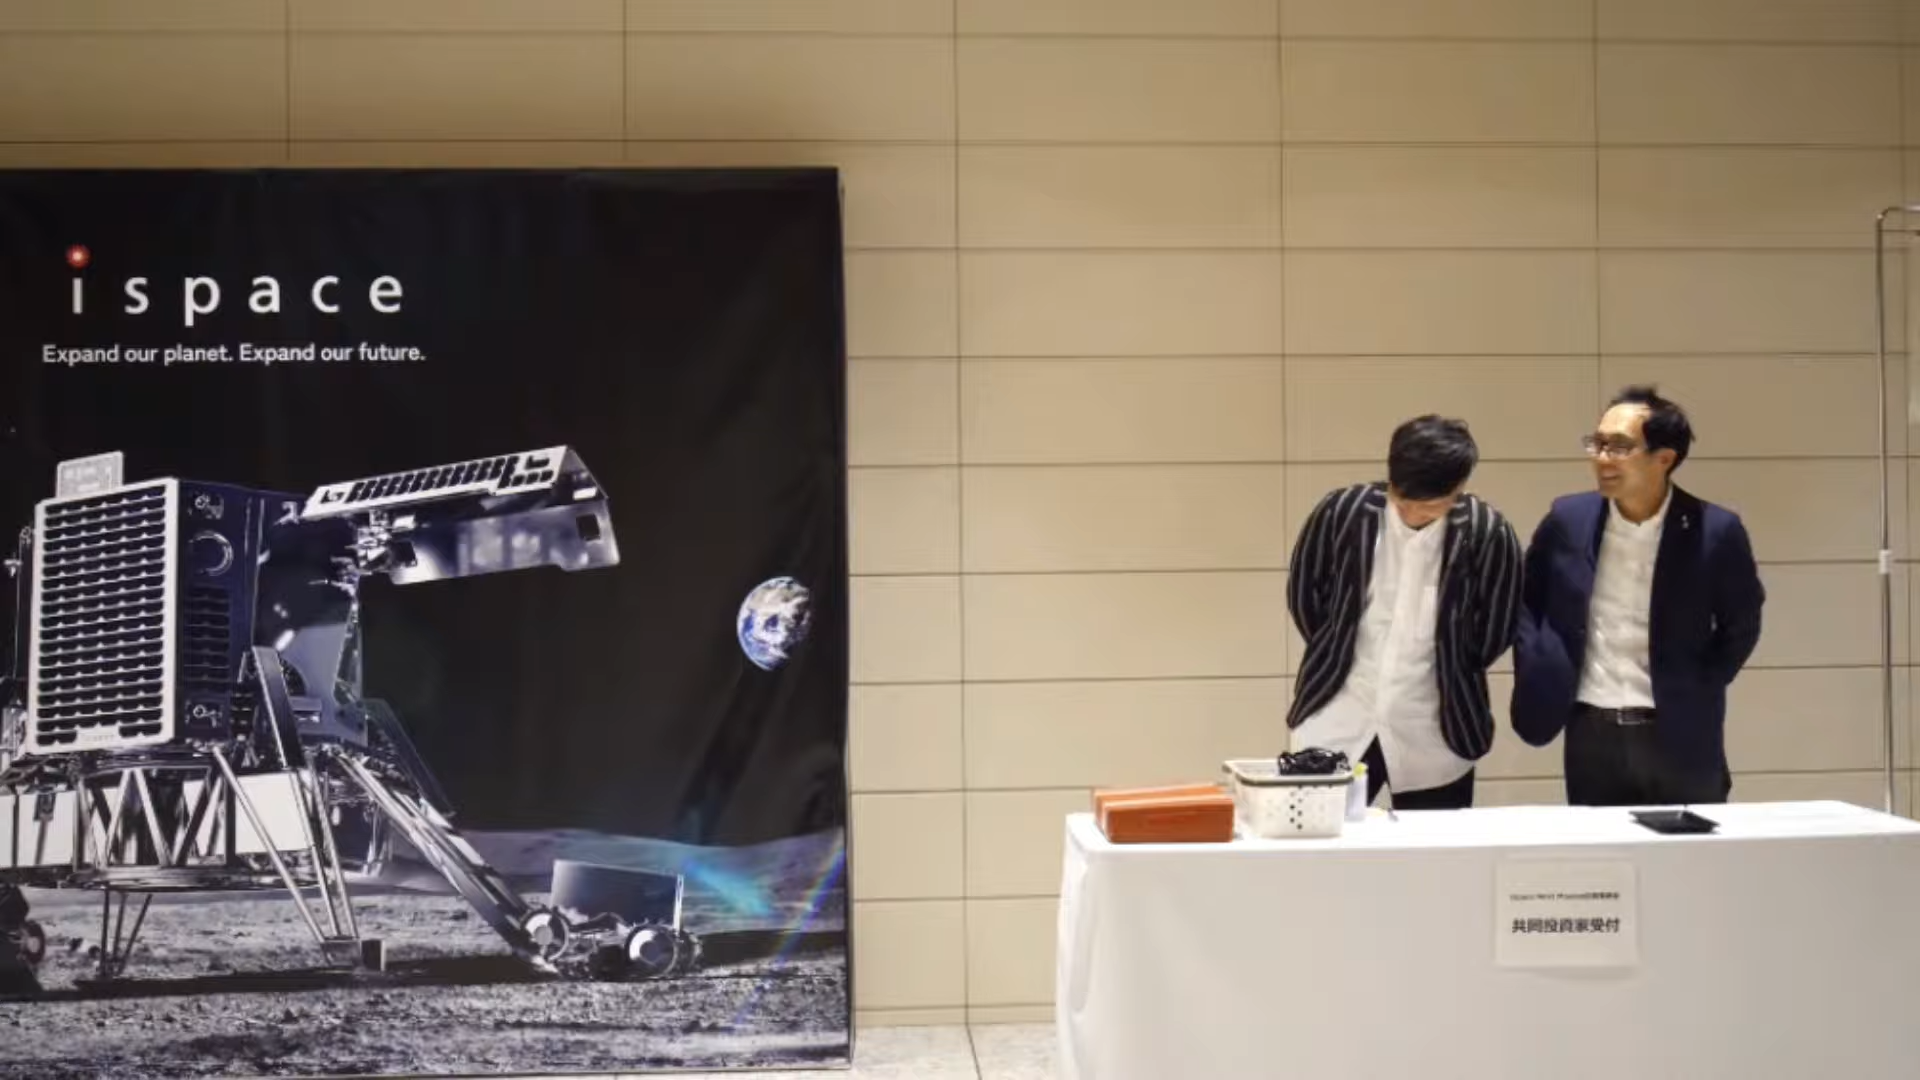 ispace
Expand our planet. Expand our future.
共同投資家受付